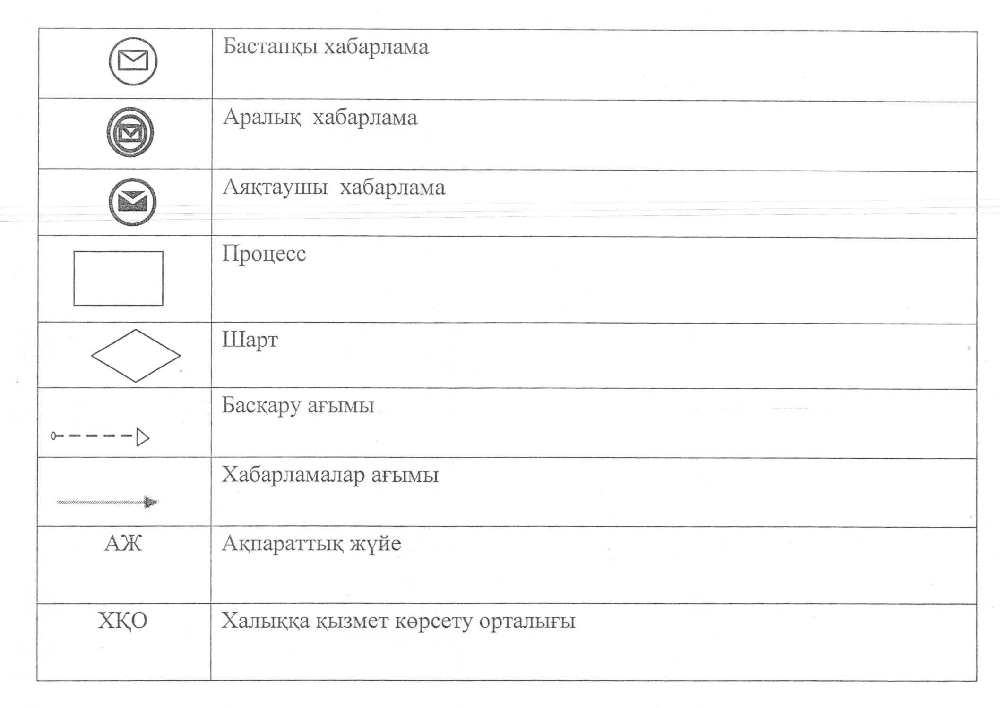 Бастапқы хабарлама
Аралық хабарлама
Аяқтаушы хабарлама
Процесс
Шарт
Басқару ағымы
Хабарламалар ағымы
АЖ Ақпараттық жүйе
ХҚО Халыққа қызмет көрсету орталығы